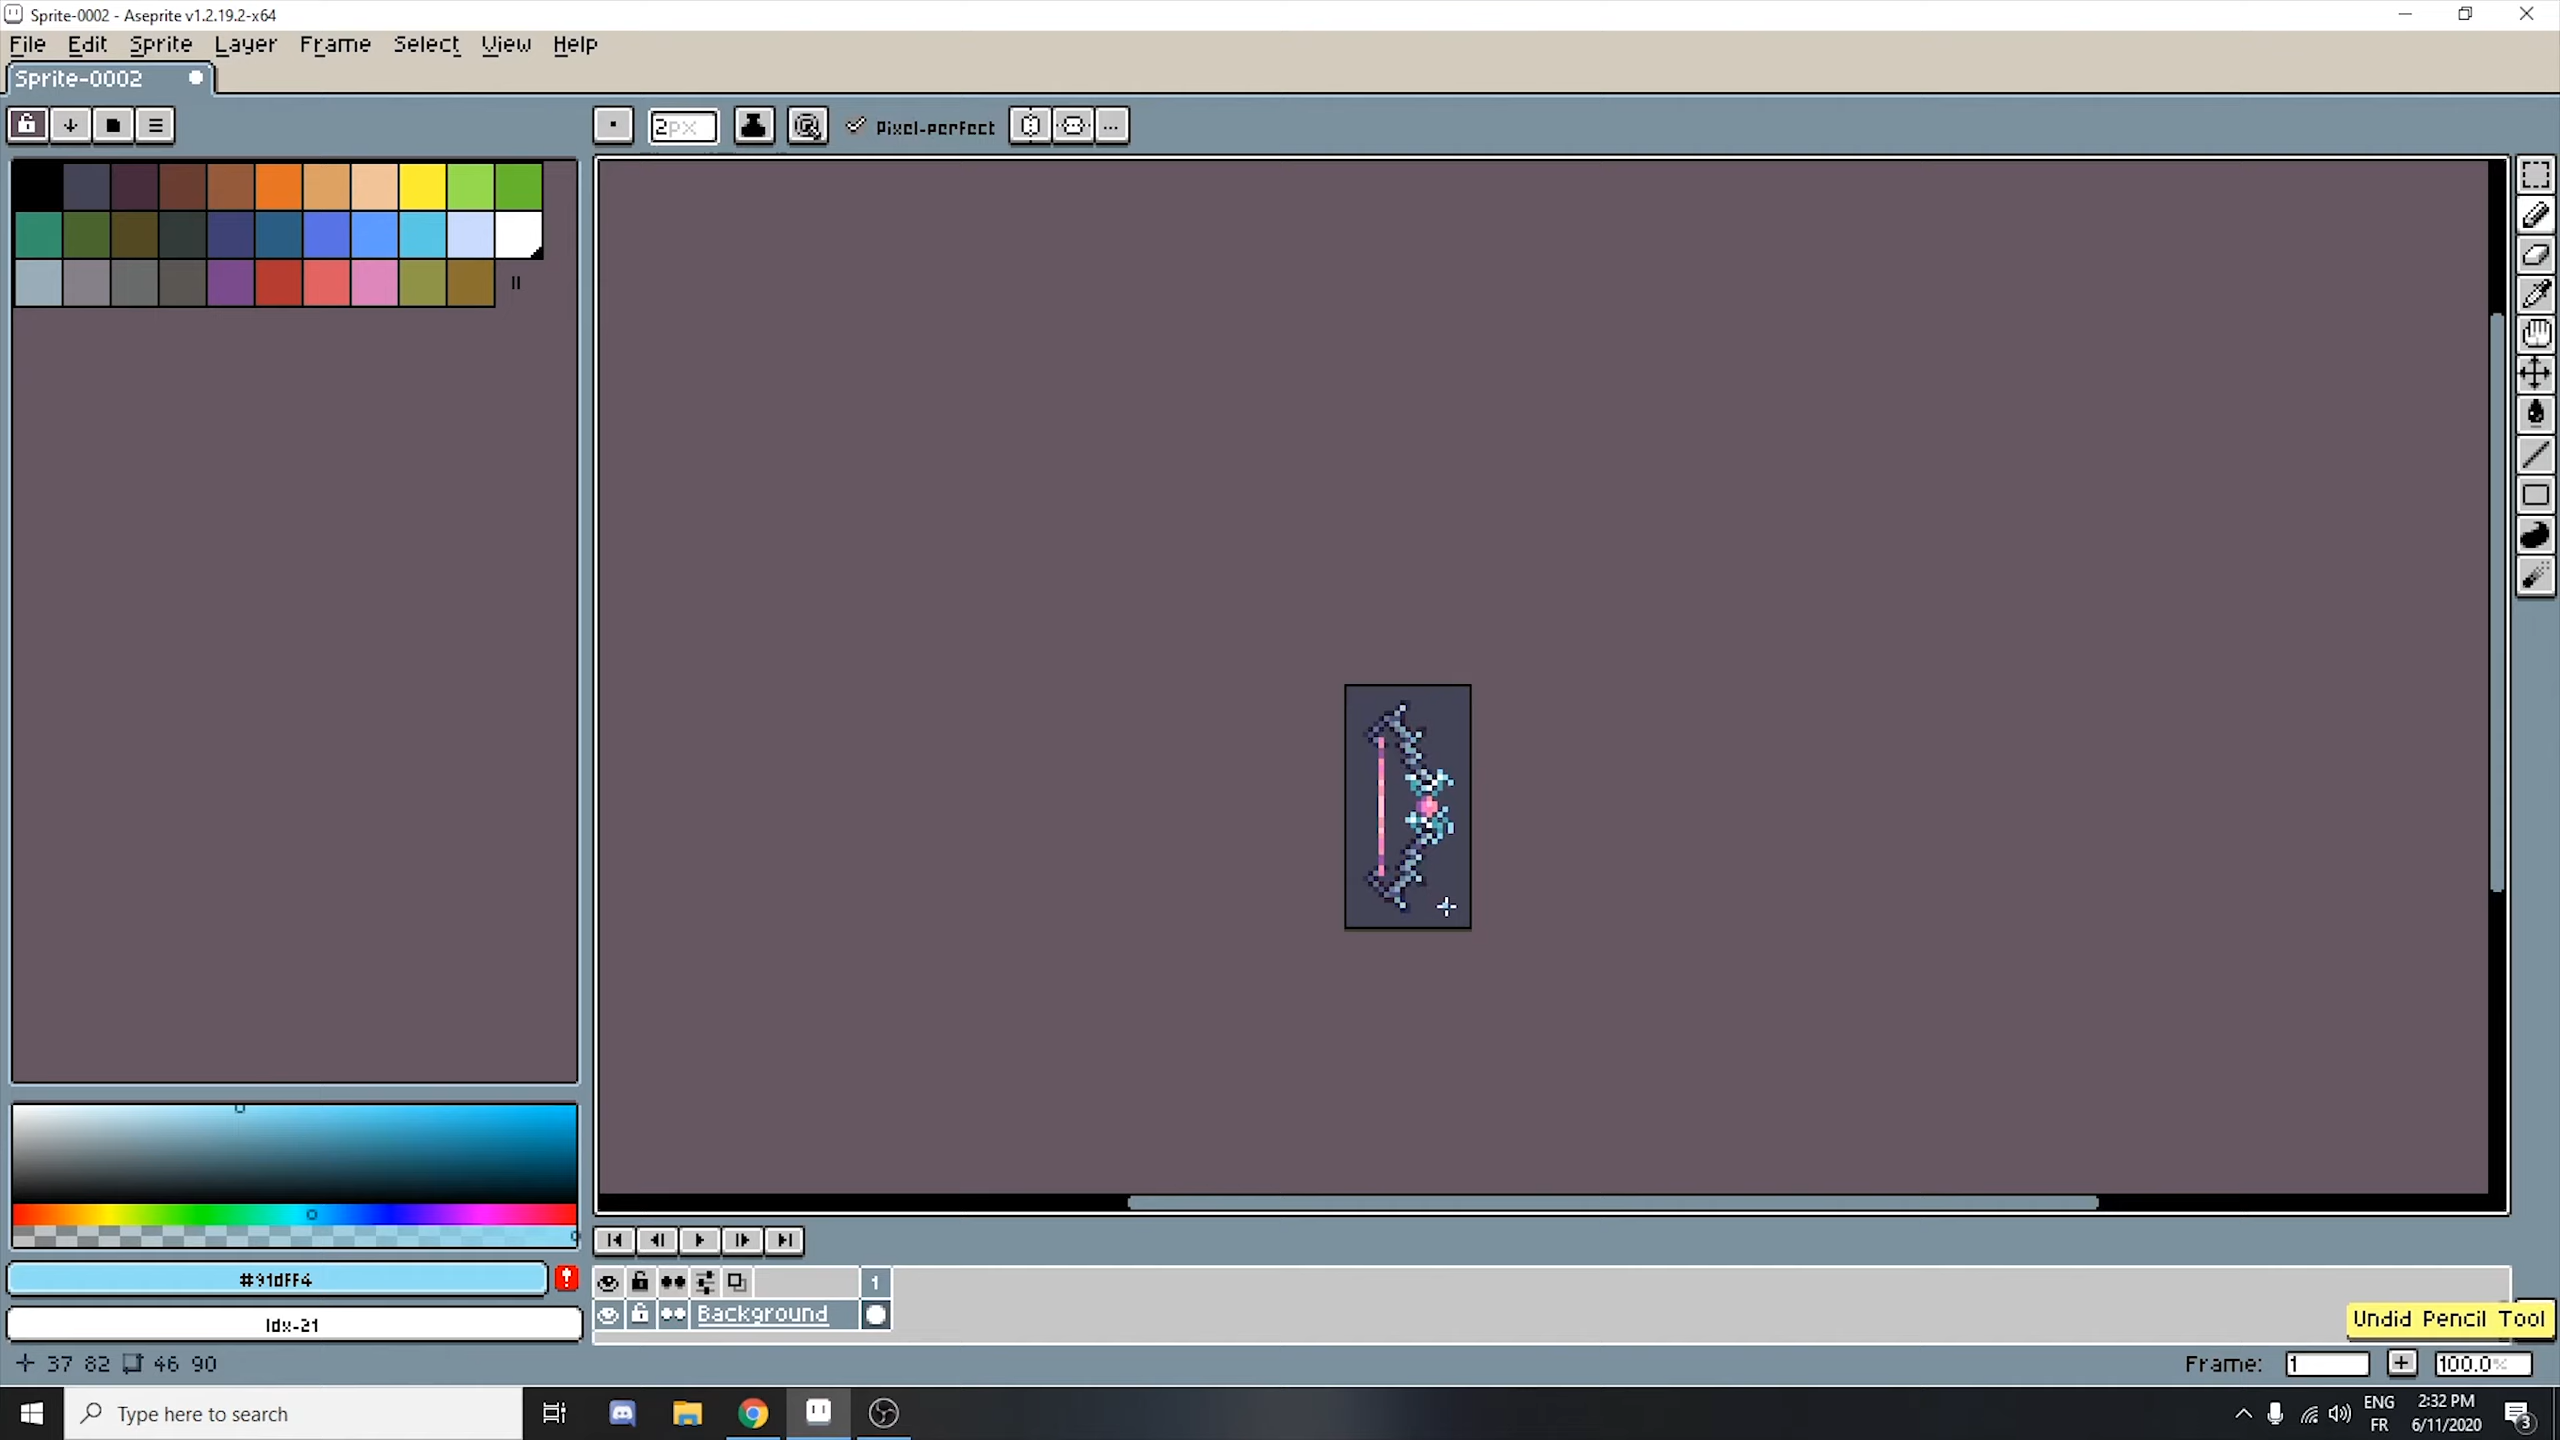 Sprite-0002 - Aseprite v1.2.19.2-x64
File Edit Sprite Layer Frame Select View Help
Sprite-0002
2px Pixel-perfect
1
Background
#91dFF4
Idx-21
Undid Pencil Tool
37 82 46 90
Frame: 1 + 100.0%
Type here to search
ENG 2:32 PM
FR 6/11/2020
3